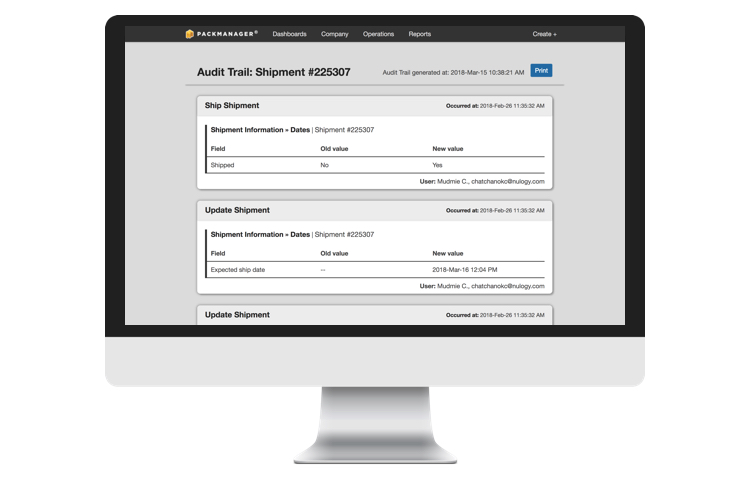 PACKMANAGER® Dashboards Company Operations Reports Create +
Audit Trail: Shipment #225307 Audit Trail generated at: 2018-Mar-15 10:38:21 AM Print
Ship Shipment Occurred at: 2018-Feb-26 11:35:32 AM
Shipment Information » Dates | Shipment #225307
Field Old value New value
Shipped No Yes
User: Mudmie C., chatchanokc@nulogy.com
Update Shipment Occurred at: 2018-Feb-26 11:35:32 AM
Shipment Information » Dates | Shipment #225307
Field Old value New value
Expected ship date -- 2018-Mar-16 12:04 PM
User: Mudmie C., chatchanokc@nulogy.com
Update Shipment Occurred at: 2018-Feb-26 11:35:32 AM